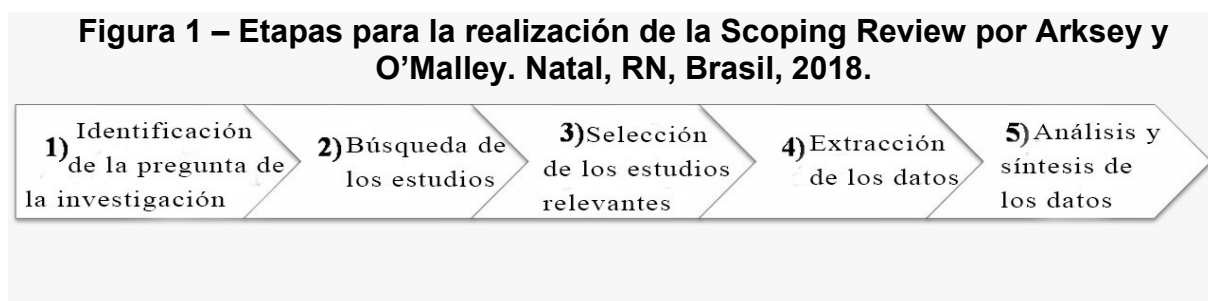 Figura 1 – Etapas para la realización de la Scoping Review por Arksey y
O’Malley. Natal, RN, Brasil, 2018.
1) Identificación
de la pregunta de
la investigación
2) Búsqueda de
los estudios
3) Selección
de los estudios
relevantes
4) Extracción
de los datos
5) Análisis y
síntesis de
los datos